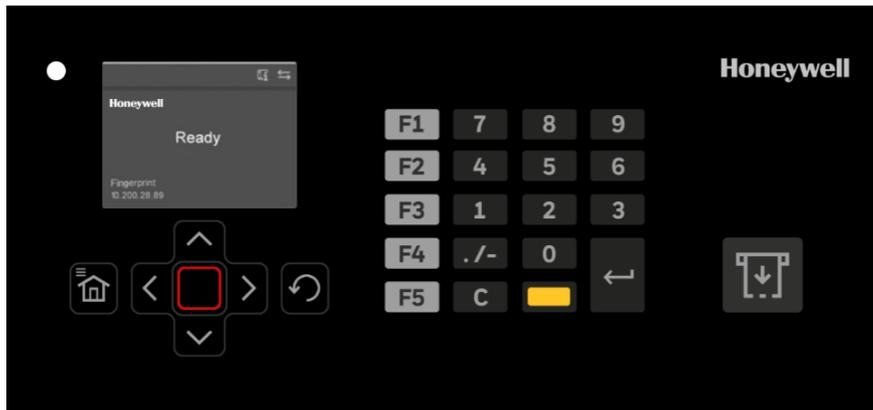 Honeywell
Honeywell
Ready
Fingerprint
10.200.28.89
F1 7 8 9
F2 4 5 6
F3 1 2 3
F4 ./- 0
F5 C